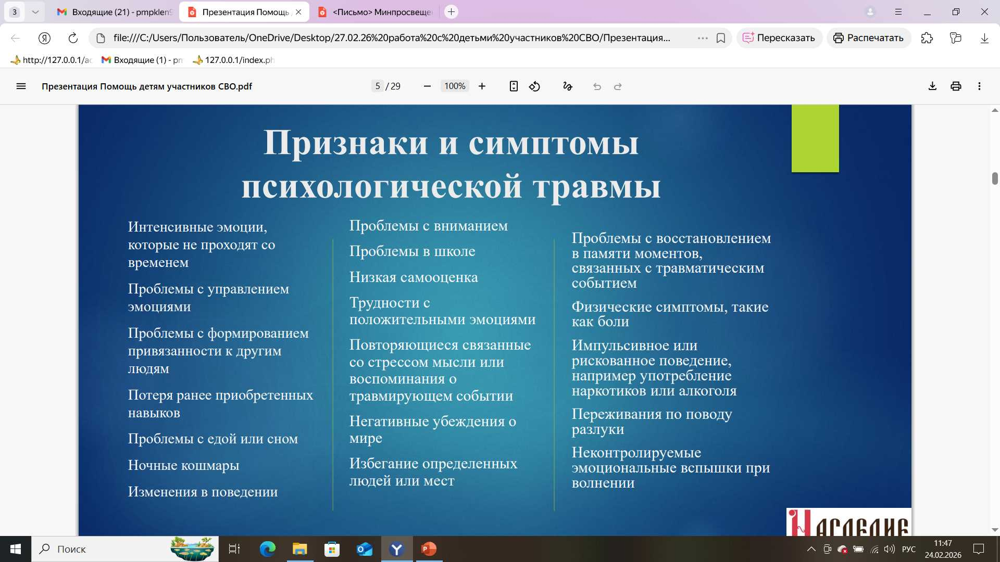 3
Входящие (21) - pmpklen
Презентация Помощь
<Письмо> Минпросвеще
file:///C:/Users/Пользователь/OneDrive/Desktop/27.02.26%20работа%20с%20детьми%20участников%20СВО/Презентация...
Пересказать
Распечатать
http://127.0.0.1/ac
Входящие (1) - pm
127.0.0.1/index.ph
Презентация Помощь детям участников СВО.pdf
5 / 29
100%
Признаки и симптомы
психологической травмы
Интенсивные эмоции,
которые не проходят со
временем
Проблемы с управлением
эмоциями
Проблемы с формированием
привязанности к другим
людям
Потеря ранее приобретенных
навыков
Проблемы с едой или сном
Ночные кошмары
Изменения в поведении
Проблемы с вниманием
Проблемы в школе
Низкая самооценка
Трудности с
положительными эмоциями
Повторяющиеся связанные
со стрессом мысли или
воспоминания о
травмирующем событии
Негативные убеждения о
мире
Избегание определенных
людей или мест
Проблемы с восстановлением
в памяти моментов,
связанных с травматическим
событием
Физические симптомы, такие
как боли
Импульсивное или
рискованное поведение,
например употребление
наркотиков или алкоголя
Переживания по поводу
разлуки
Неконтролируемые
эмоциональные вспышки при
волнении
Наследие
Поиск
РУС
11:47
24.02.2026